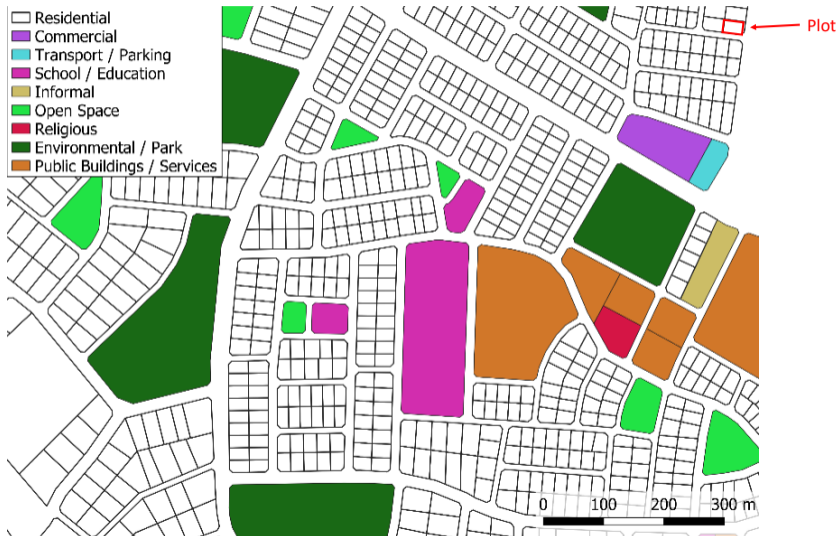 Residential
Commercial
Transport / Parking
School / Education
Informal
Open Space
Religious
Environmental / Park
Public Buildings / Services
Plot
0 100 200 300 m